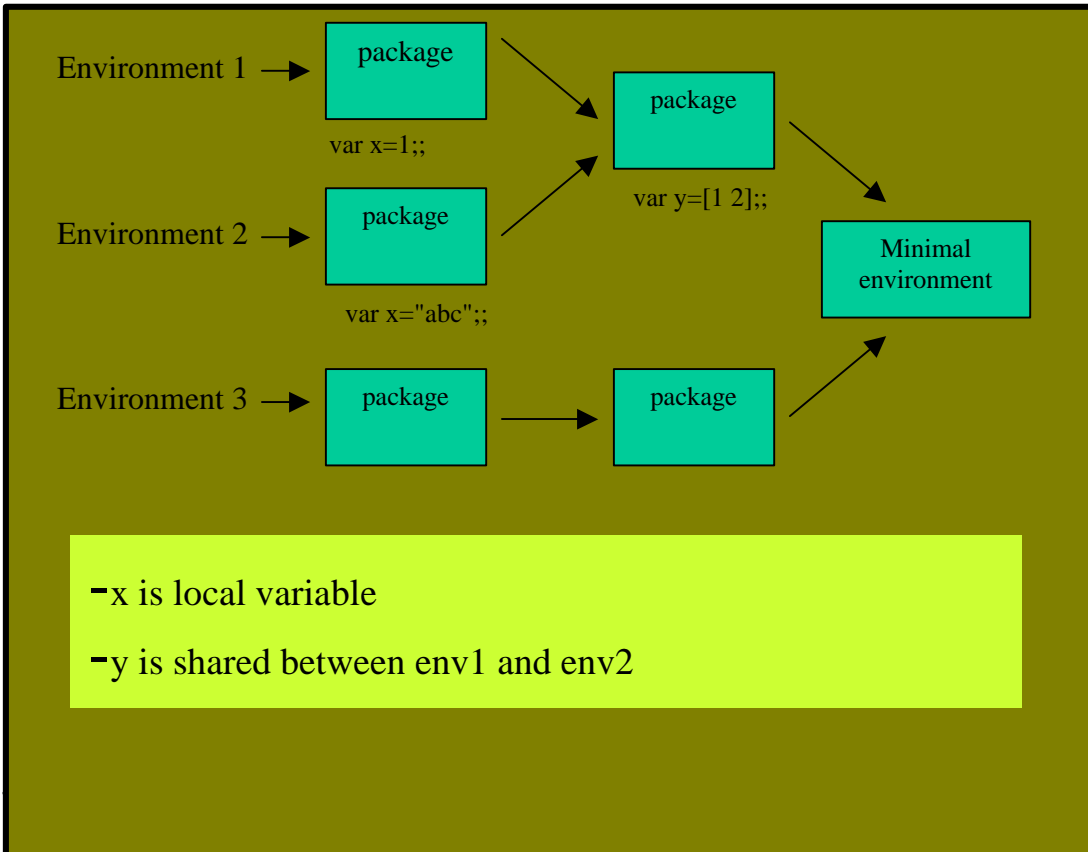 Environment 1
package
var x=1;;
package
var y=[1 2];;
Environment 2
package
var x="abc";;
Minimal
environment
Environment 3
package
package
-x is local variable
-y is shared between env1 and env2